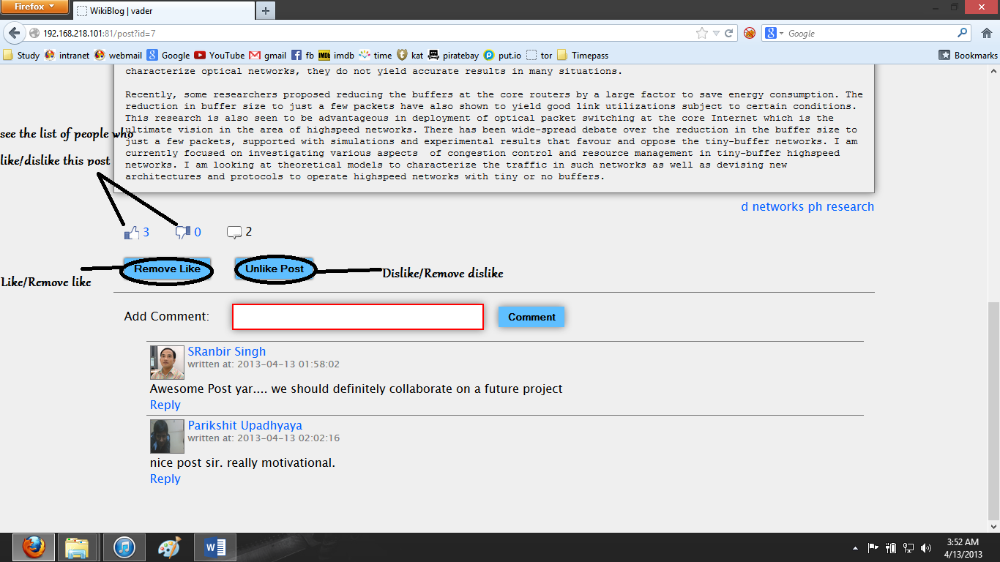 Firefox
WikiBlog | vader
192.168.218.101:81/post?id=7
Google
Study intranet webmail Google YouTube gmail fb imdb time kat piratebay put.io tor Timepass Bookmarks
characterize optical networks, they do not yield accurate results in many situations.
Recently, some researchers proposed reducing the buffers at the core routers by a large factor to save energy consumption. The
reduction in buffer size to just a few packets have also shown to yield good link utilizations subject to certain conditions.
This research is also seen to be advantageous in deployment of optical packet switching at the core Internet which is the
ultimate vision in the area of highspeed networks. There has been wide-spread debate over the reduction in the buffer size to
just a few packets, supported with simulations and experimental results that favour and oppose the tiny-buffer networks. I am
currently focused on investigating various aspects of congestion control and resource management in tiny-buffer highspeed
networks. I am looking at theoretical models to characterize the traffic in such networks as well as devising new
architectures and protocols to operate highspeed networks with tiny or no buffers.
see the list of people who
like/dislike this post
d networks ph research
3 0 2
Remove Like Unlike Post
Like/Remove like
Dislike/Remove dislike
Add Comment: Comment
SRanbir Singh
written at: 2013-04-13 01:58:02
Awesome Post yar.... we should definitely collaborate on a future project
Reply
Parikshit Upadhyaya
written at: 2013-04-13 02:02:16
nice post sir. really motivational.
Reply
3:52 AM
4/13/2013